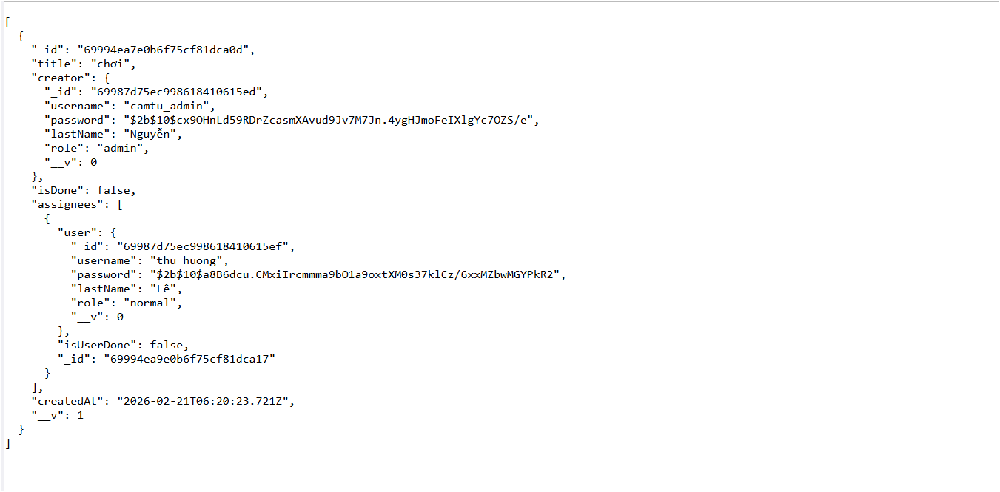 [
{
"_id": "69994ea7e0b6f75cf81dca0d",
"title": "chơi",
"creator": {
"_id": "69987d75ec998618410615ed",
"username": "camtu_admin",
"password": "$2b$10$cx9OHnLd59RDrZcasmXAvud9Jv7M7Jn.4ygHJmoFeIXlgYc7OZS/e",
"lastName": "Nguyễn",
"role": "admin",
"__v": 0
},
"isDone": false,
"assignees": [
{
"user": {
"_id": "69987d75ec998618410615ef",
"username": "thu_huong",
"password": "$2b$10$a8B6dcu.CMxiIrcmmma9bO1a9oxtXM0s37klCz/6xxMZbwMGYPkR2",
"lastName": "Lê",
"role": "normal",
"__v": 0
},
"isUserDone": false,
"_id": "69994ea9e0b6f75cf81dca17"
}
],
"createdAt": "2026-02-21T06:20:23.721Z",
"__v": 1
}
]